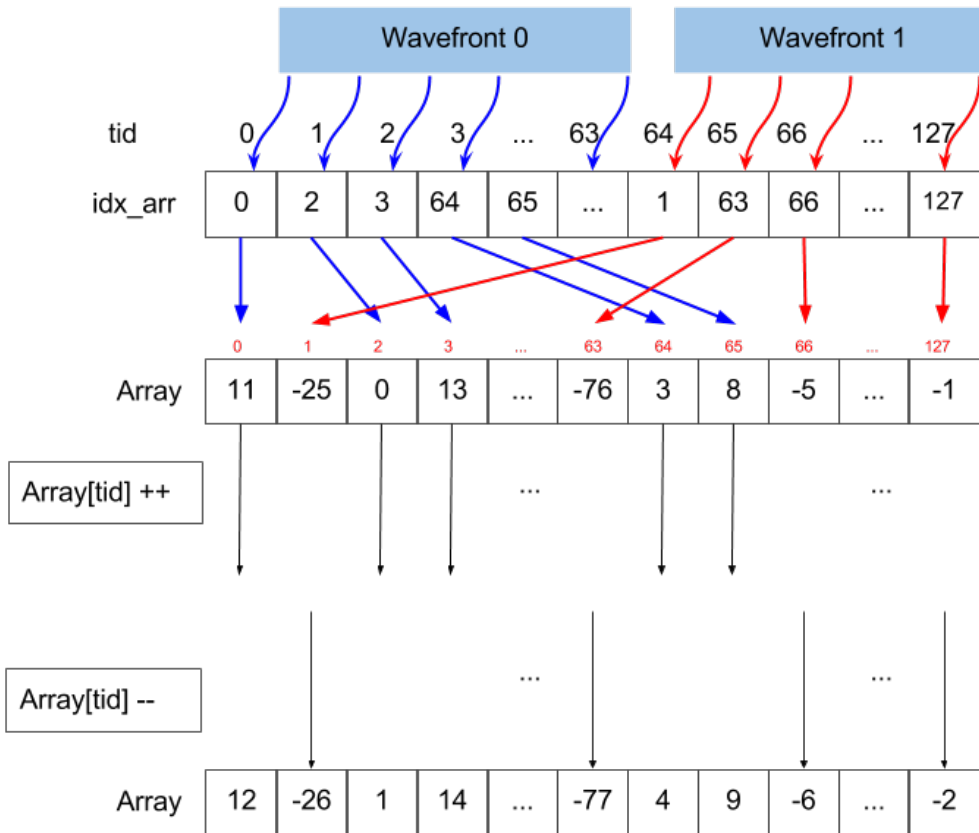 Wavefront 0 Wavefront 1
tid 0 1 2 3 ... 63 64 65 66 ... 127
idx_arr 0 2 3 64 65 ... 1 63 66 ... 127
0 1 2 3 ... 63 64 65 66 ... 127
Array 11 -25 0 13 ... -76 3 8 -5 ... -1
Array[tid] ++ ... ...
Array[tid] -- ... ...
Array 12 -26 1 14 ... -77 4 9 -6 ... -2